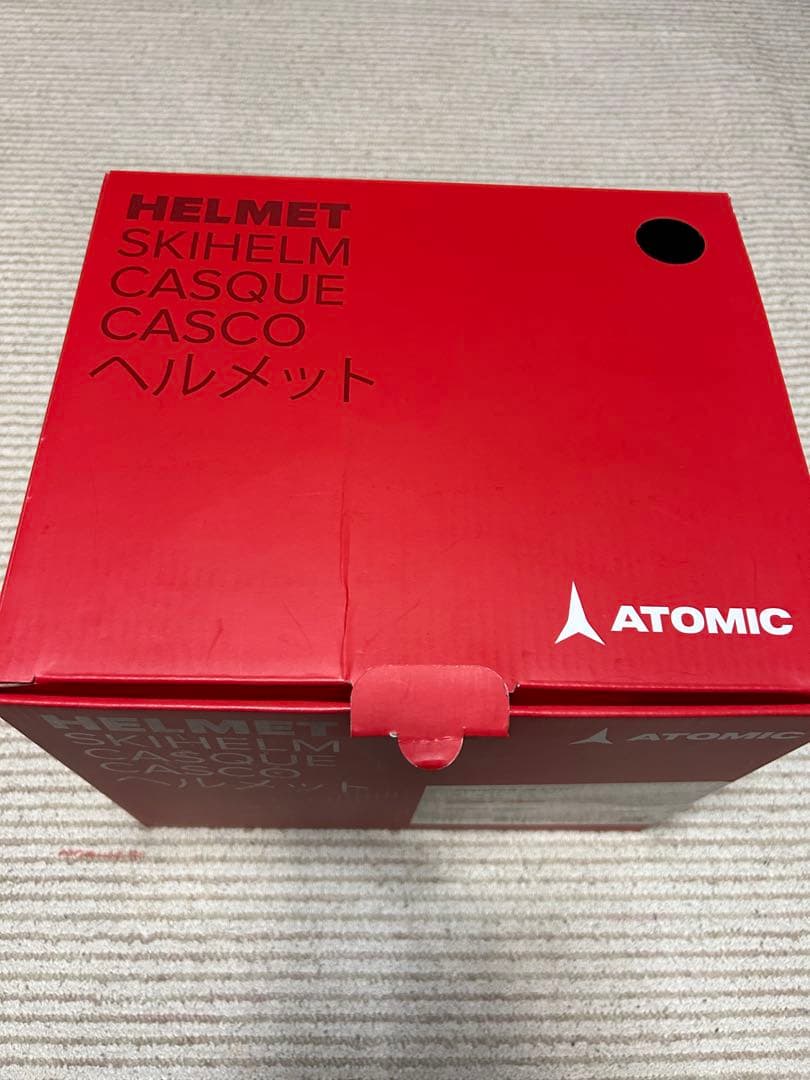 HELMET
SKIHELM
CASQUE
CASCO
ヘルメット
ATOMIC
HELMET
SKIHELM
CASQUE
CASCO
ヘルメット
ATOMIC